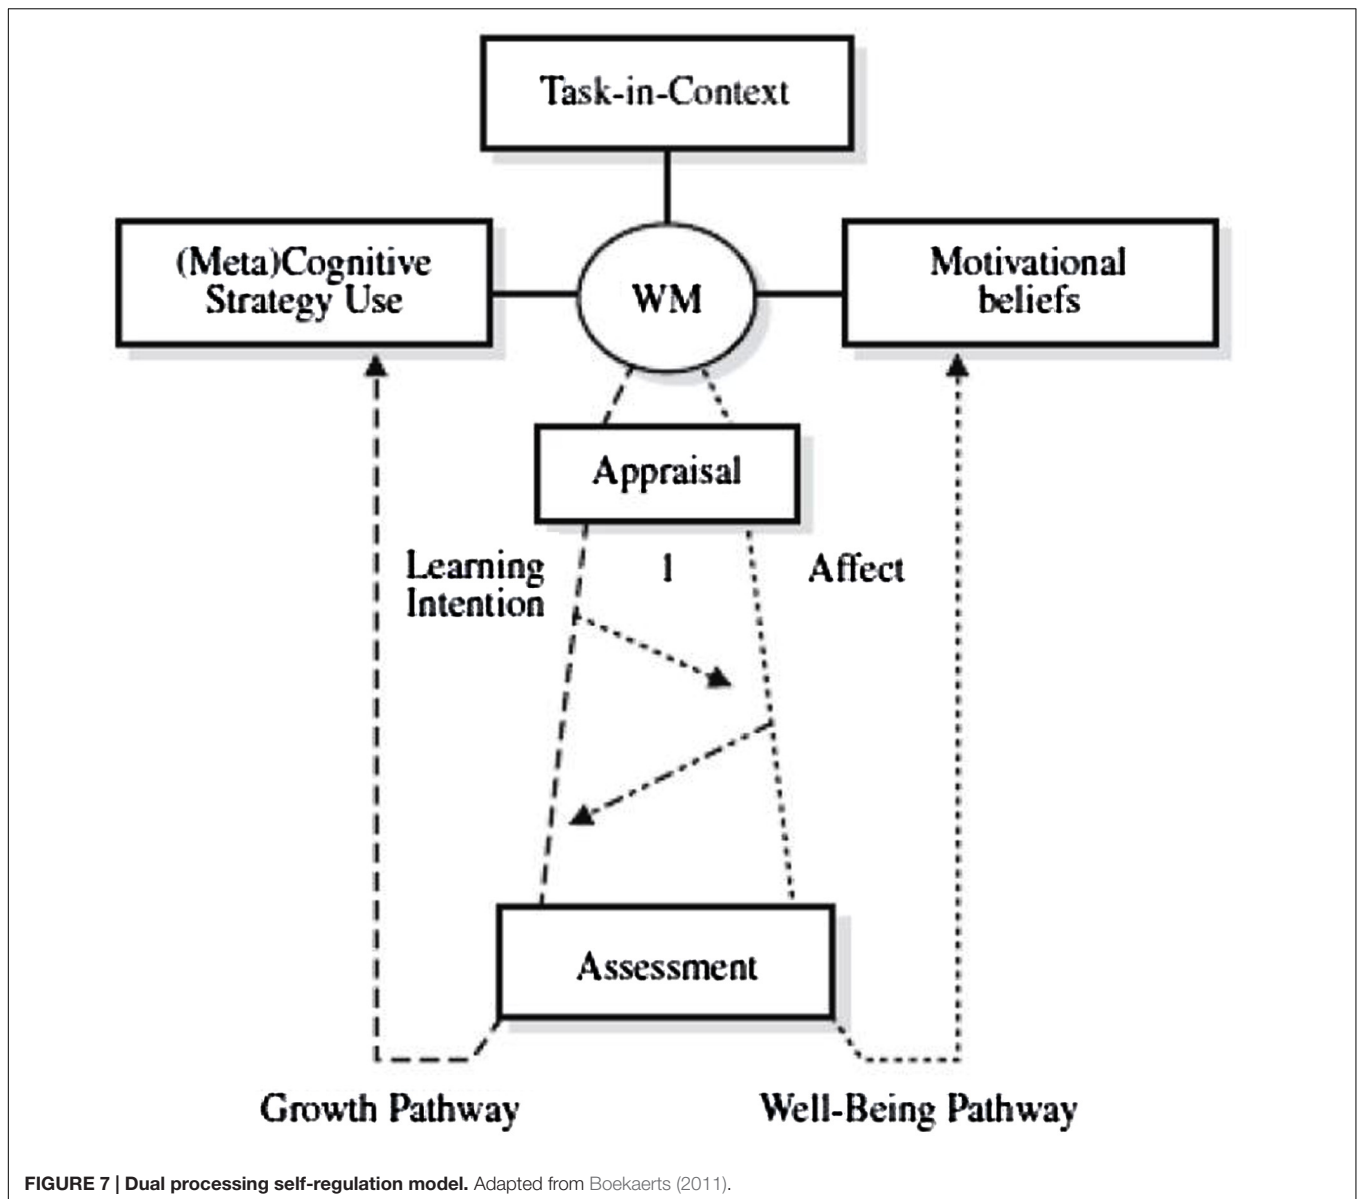 Task-in-Context
(Meta)Cognitive
Strategy Use
WM
Motivational
beliefs
Appraisal
Learning
Intention
1
Affect
Assessment
Growth Pathway
Well-Being Pathway
FIGURE 7 | Dual processing self-regulation model. Adapted from Boekaerts (2011).